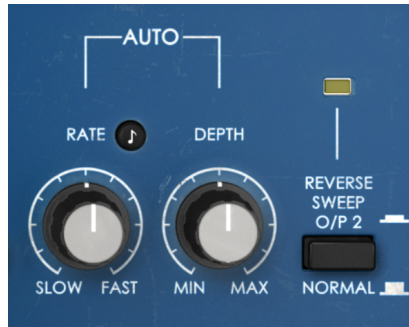 AUTO
RATE ♪ DEPTH
REVERSE
SWEEP
O/P 2
SLOW FAST MIN MAX NORMAL